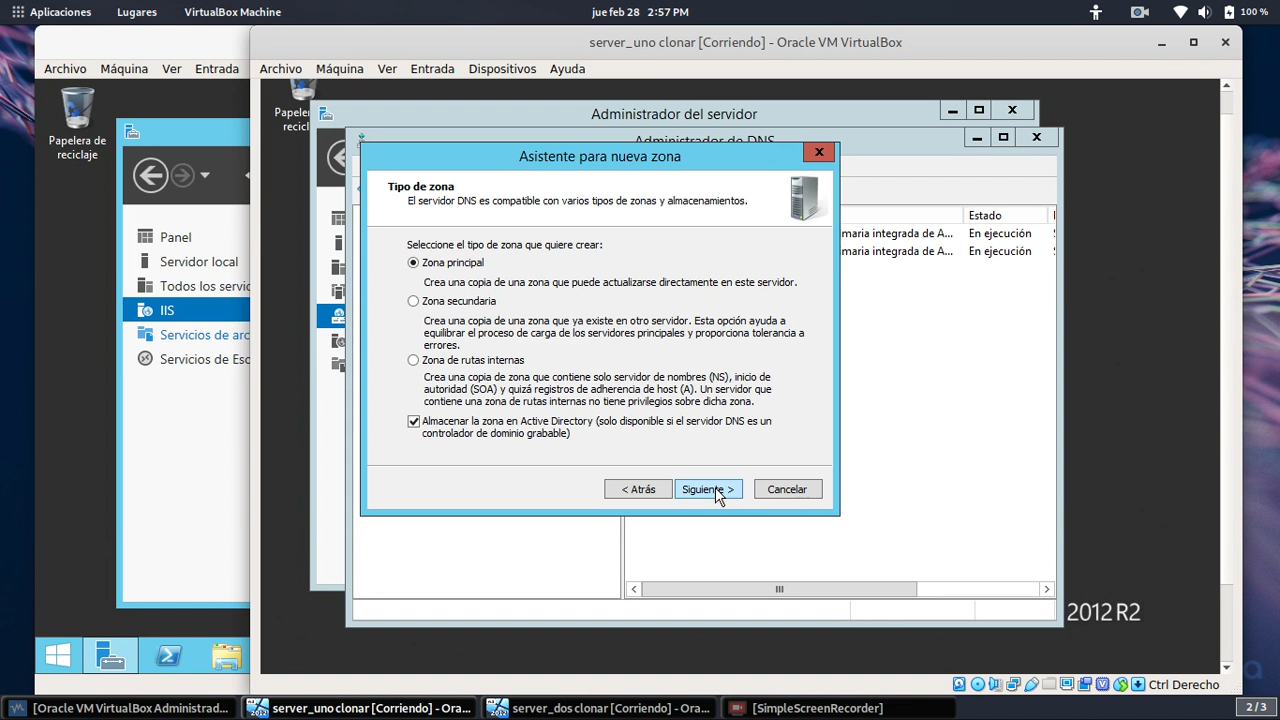 Aplicaciones
Lugares
VirtualBox Machine
jue feb 28 2:57 PM
100 %
server_uno clonar [Corriendo] - Oracle VM VirtualBox
Archivo Máquina Ver Entrada
Archivo Máquina Ver Entrada Dispositivos Ayuda
Papelera de
reciclaje
Papeler
recicl
Administrador del servidor
Administrador de DNS
Asistente para nueva zona
Tipo de zona
El servidor DNS es compatible con varios tipos de zonas y almacenamientos.
Estado
maria integrada de A... En ejecución
maria integrada de A... En ejecución
Panel
Servidor local
Todos los servi
IIS
Servicios de arc
Servicios de Esc
Seleccione el tipo de zona que quiere crear:
Zona principal
Crea una copia de una zona que puede actualizarse directamente en este servidor.
Zona secundaria
Crea una copia de una zona que ya existe en otro servidor. Esta opción ayuda a
equilibrar el proceso de carga de los servidores principales y proporciona tolerancia a
errores.
Zona de rutas internas
Crea una copia de zona que contiene solo servidor de nombres (NS), inicio de
autoridad (SOA) y quizá registros de adherencia de host (A). Un servidor que
contiene una zona de rutas internas no tiene privilegios sobre dicha zona.
Almacenar la zona en Active Directory (solo disponible si el servidor DNS es un
controlador de dominio grabable)
< Atrás
Siguiente >
Cancelar
2012 R2
Ctrl Derecho
[Oracle VM VirtualBox Administrad...
server_uno clonar [Corriendo] - Ora...
server_dos clonar [Corriendo] - Ora...
[SimpleScreenRecorder]
2 / 3